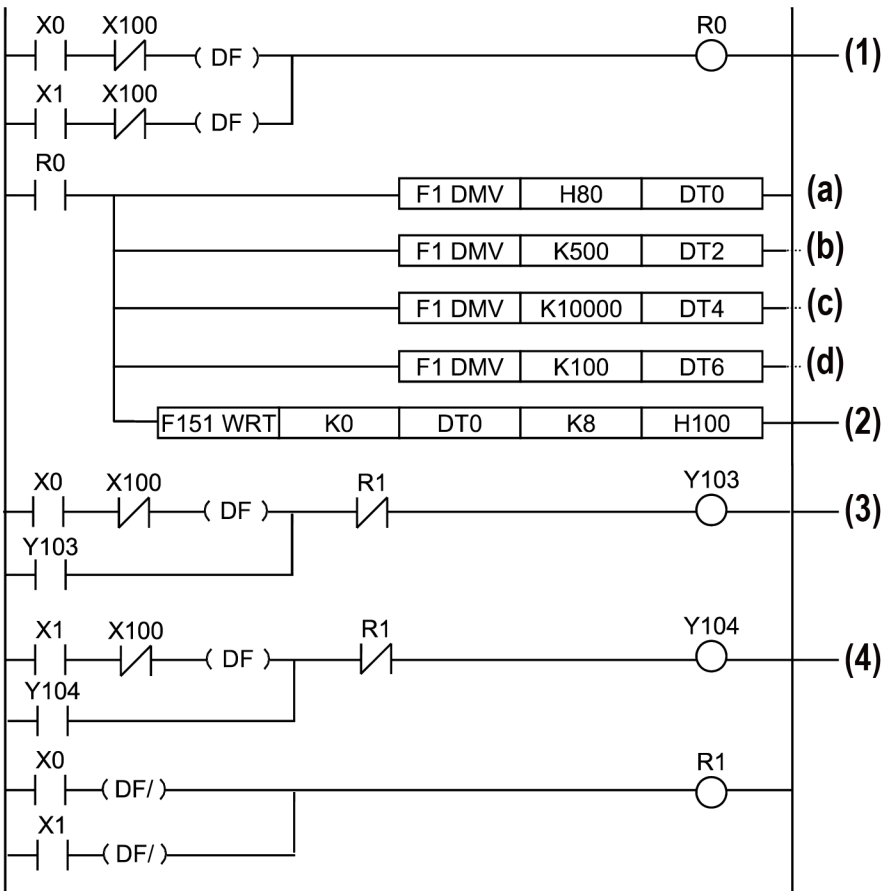 X0 X100 R0
( DF ) (1)
X1 X100
( DF )
R0
F1 DMV H80 DT0 (a)
F1 DMV K500 DT2 (b)
F1 DMV K10000 DT4 (c)
F1 DMV K100 DT6 (d)
F151 WRT K0 DT0 K8 H100 (2)
X0 X100 R1 Y103
( DF ) (3)
Y103
X1 X100 R1 Y104
( DF ) (4)
Y104
X0 R1
( DF/ )
X1
( DF/ )